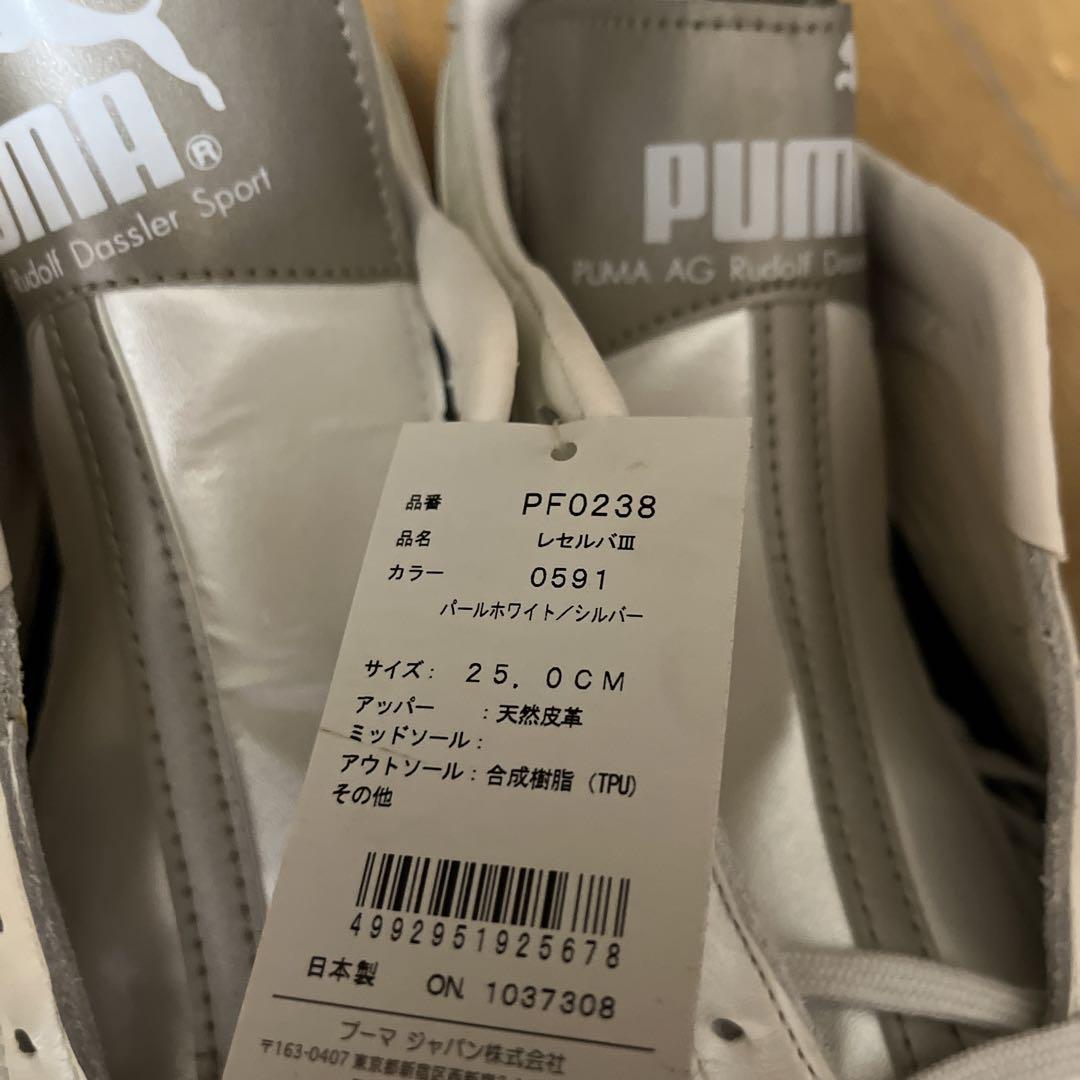 UMA®
Rudolf Dassler Sport
PUM
PUMA AG Rudolf Da
品番 PF0238
品名 レセルバⅢ
カラー 0591
パールホワイト/シルバー
サイズ: 25.0CM
アッパー :天然皮革
ミッドソール:
アウトソール:合成樹脂 (TPU)
その他
4992951925678
日本製 ON. 1037308
プーマ ジャパン株式会社
〒163-0407 東京都新宿区西新宿